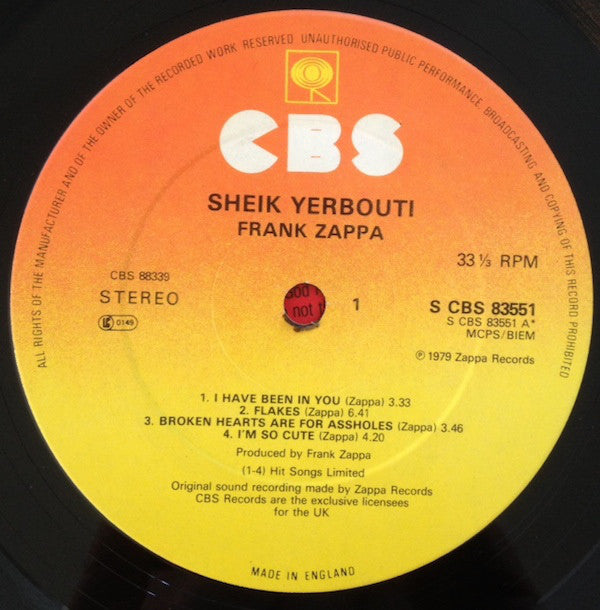 ALL RIGHTS OF THE MANUFACTURER AND OF THE OWNER OF THE RECORDED WORK RESERVED UNAUTHORISED PUBLIC PERFORMANCE, BROADCASTING AND COPYING OF THIS RECORD PROHIBITED
CBS
SHEIK YERBOUTI
FRANK ZAPPA
33⅓ RPM
CBS 88339
STEREO
0149
1
S CBS 83551
S CBS 83551 A*
MCPS/BIEM
℗ 1979 Zappa Records
not
1. I HAVE BEEN IN YOU (Zappa) 3.33
2. FLAKES (Zappa) 6.41
3. BROKEN HEARTS ARE FOR ASSHOLES (Zappa) 3.46
4. I'M SO CUTE (Zappa) 4.20
Produced by Frank Zappa
(1-4) Hit Songs Limited
Original sound recording made by Zappa Records
CBS Records are the exclusive licensees
for the UK
MADE IN ENGLAND